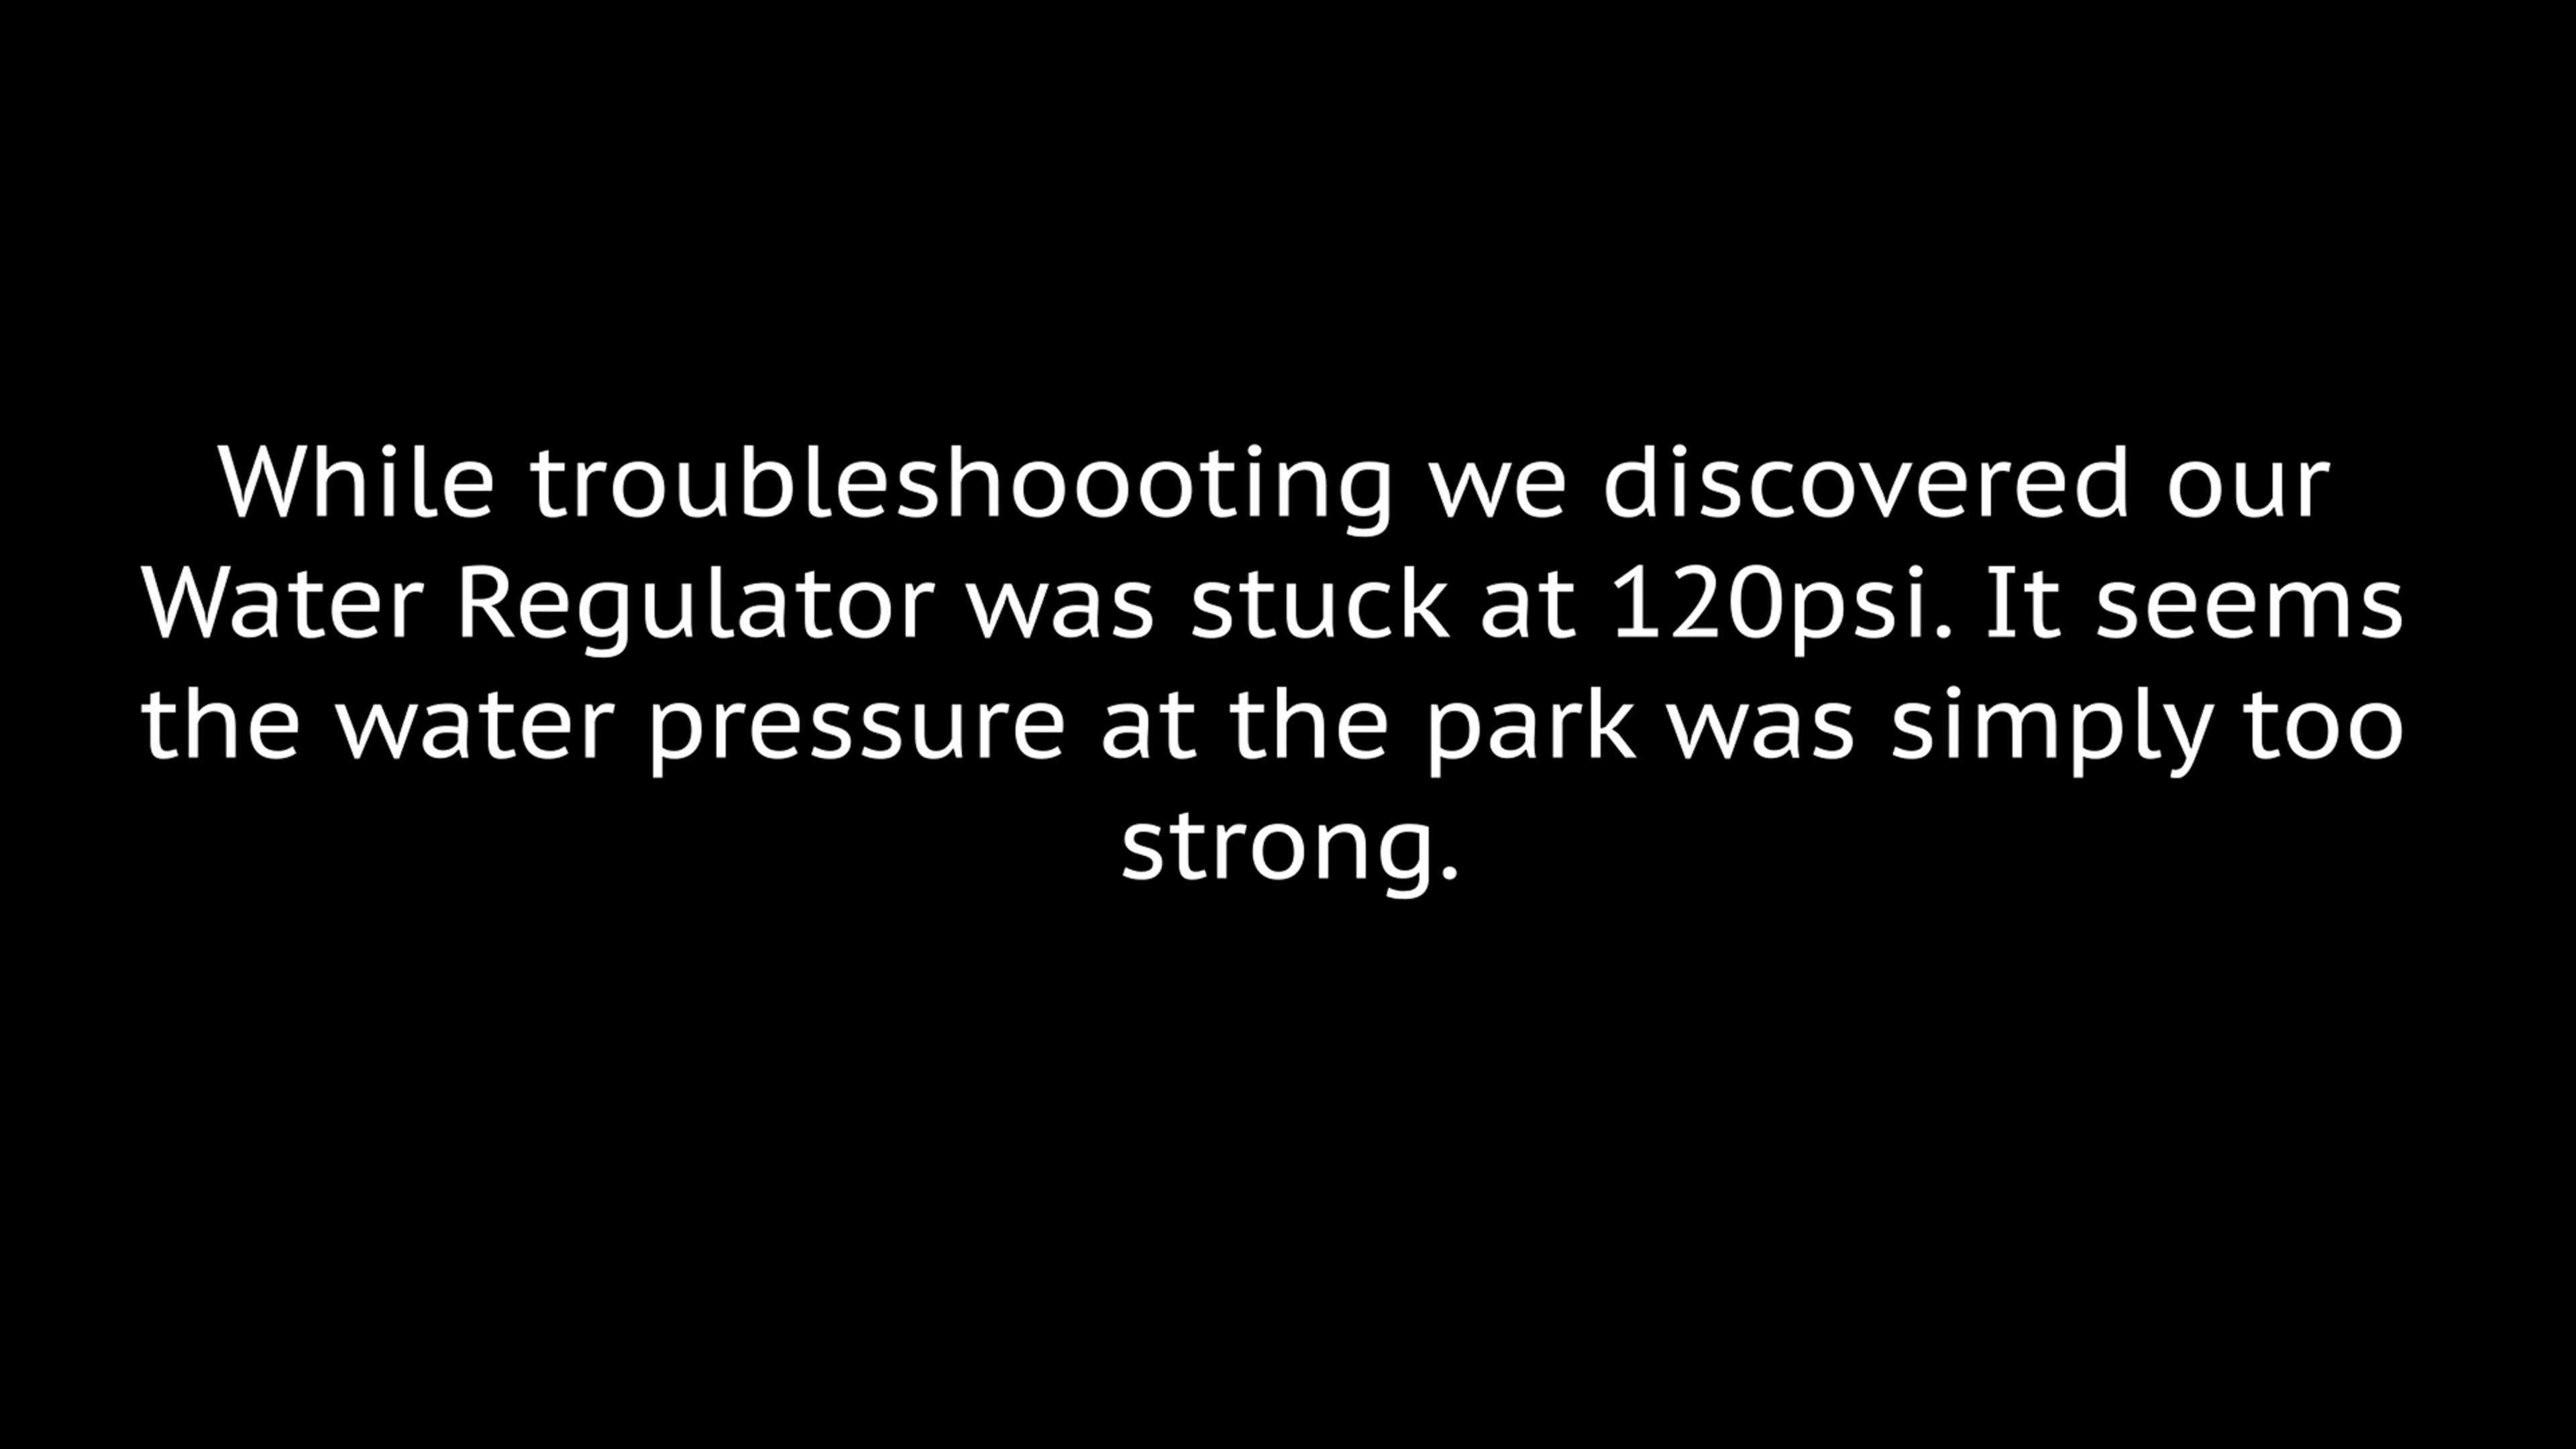 While troubleshoooting we discovered our
Water Regulator was stuck at 120psi. It seems
the water pressure at the park was simply too
strong.